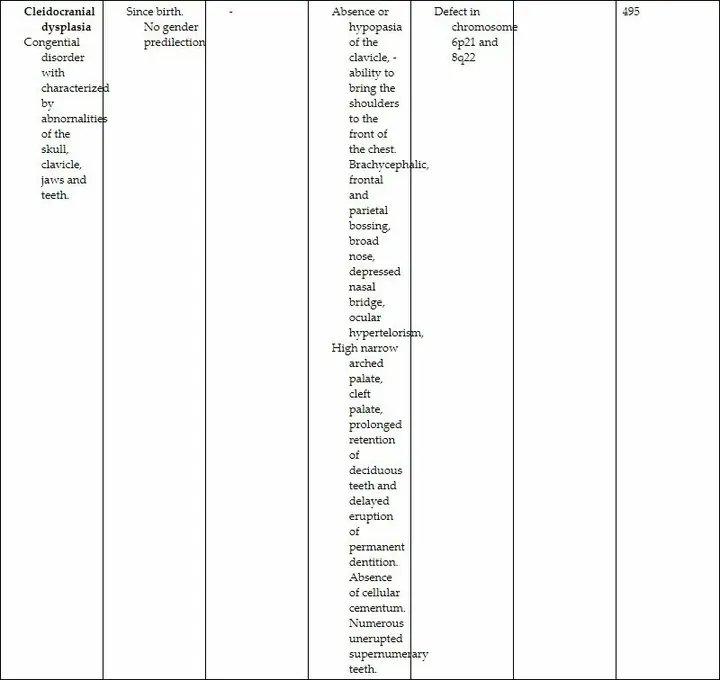 Cleidocranial
dysplasia
Congential
disorder
with
characterized
by
abnornalities
of the
skull,
clavicle,
jaws and
teeth.
Since birth.
No gender
predilection
-
Absence or
hypopasia
of the
clavicle, -
ability to
bring the
shoulders
to the
front of
the chest.
Brachycephalic,
frontal
and
parietal
bossing,
broad
nose,
depressed
nasal
bridge,
ocular
hypertelorism,
High narrow
arched
palate,
cleft
palate,
prolonged
retention
of
deciduous
teeth and
delayed
eruption
of
permanent
dentition.
Absence
of cellular
cementum.
Numerous
unerupted
supernumerary
teeth.
Defect in
chromosome
6p21 and
8q22
495